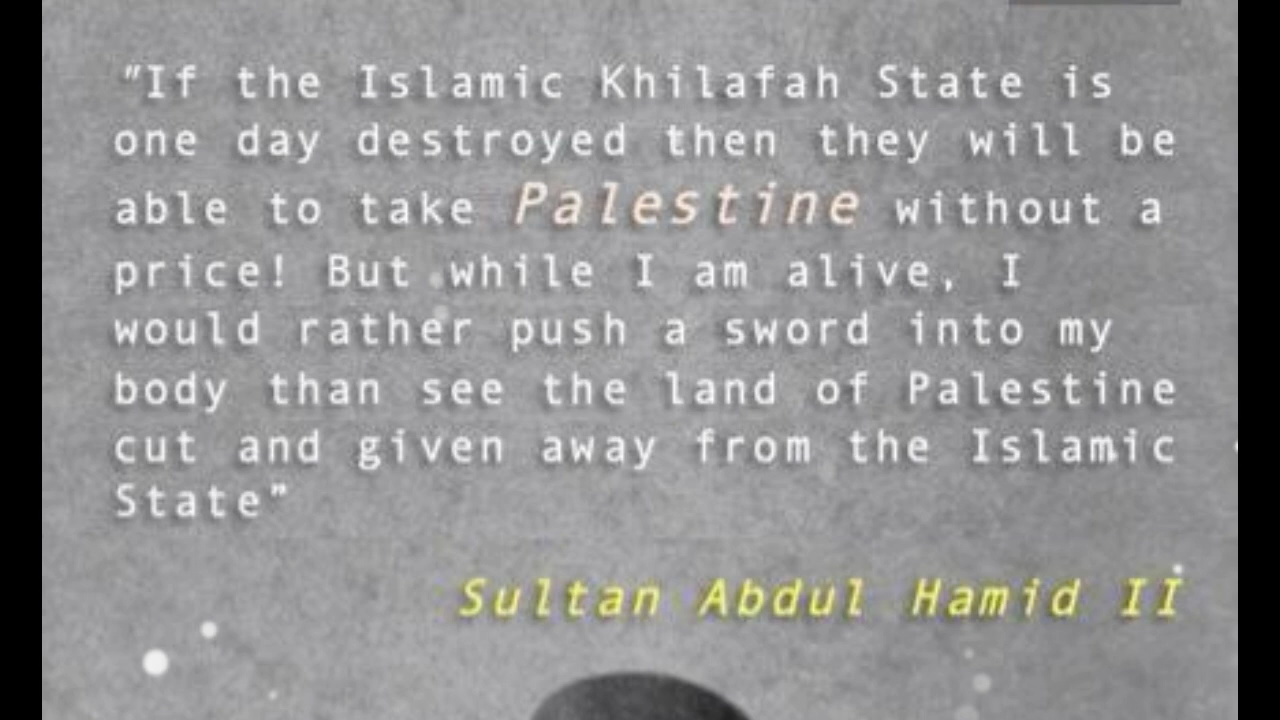 "If the Islamic Khilafah State is
one day destroyed then they will be
able to take Palestine without a
price! But while I am alive, I
would rather push a sword into my
body than see the land of Palestine
cut and given away from the Islamic
State"
Sultan Abdul Hamid II